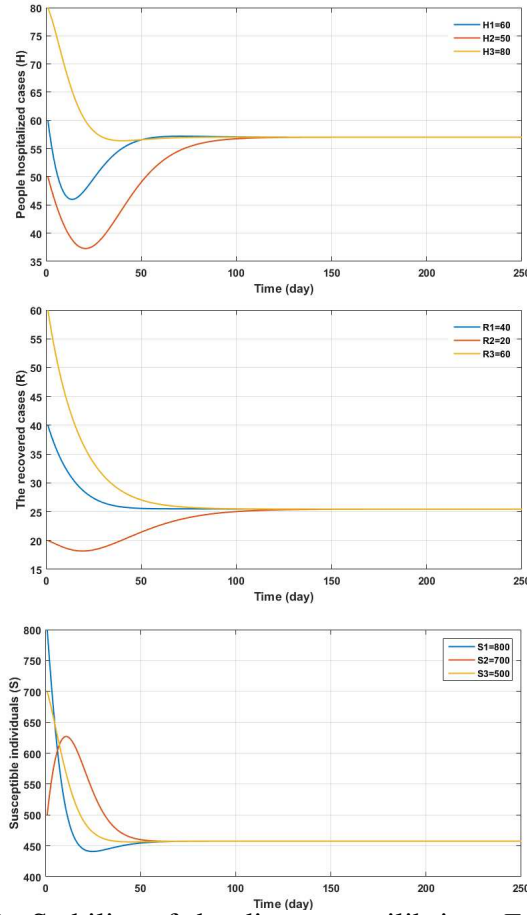 80
75
70
65
60
55
50
45
40
35
People hospitalized cases (H)
H1=60
H2=50
H3=80
0 50 100 150 200 250
Time (day)
60
55
50
45
40
35
30
25
20
15
The recovered cases (R)
R1=40
R2=20
R3=60
0 50 100 150 200 250
Time (day)
800
750
700
650
600
550
500
450
400
Susceptible individuals (S)
S1=800
S2=700
S3=500
0 50 100 150 200 250
Time (day)